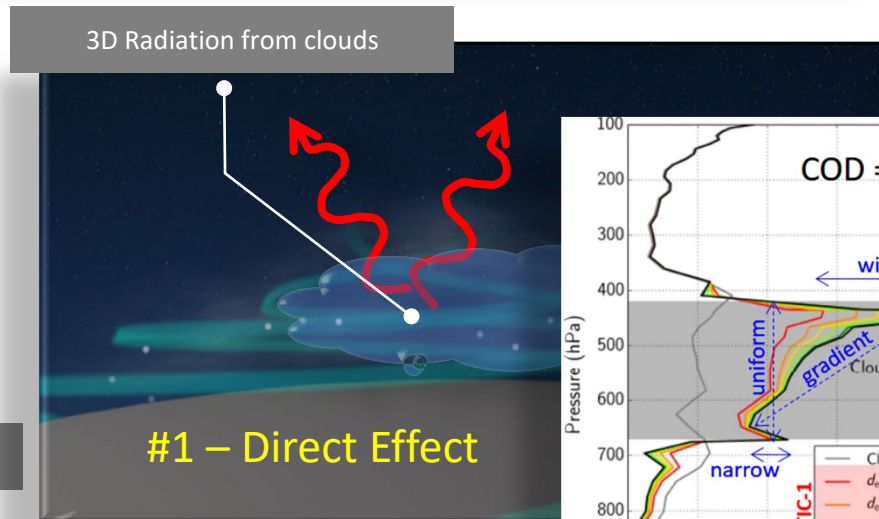 3D Radiation from clouds
100
200
300
400
500
600
700
800
Pressure (hPa)
COD =
uniform
gradient
narrow
#1 – Direct Effect